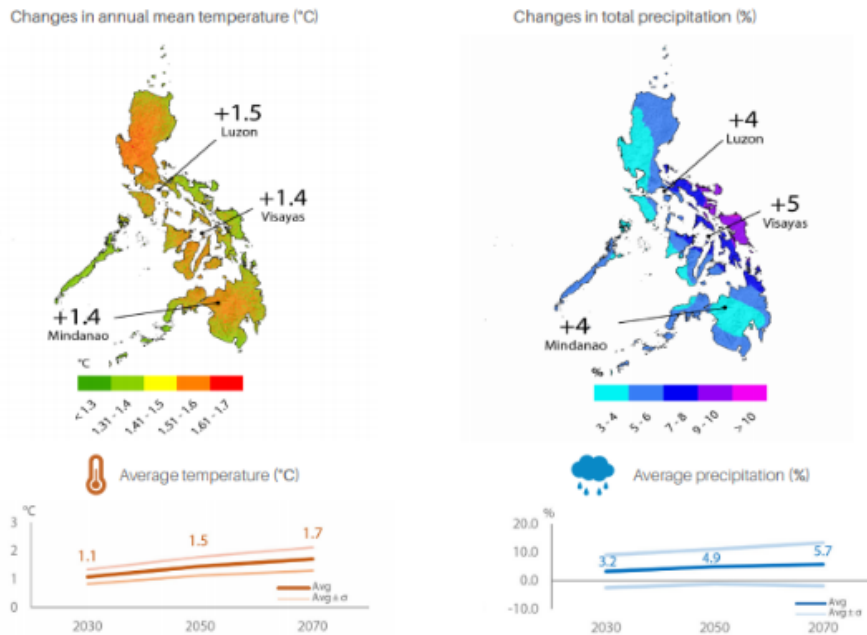 Changes in annual mean temperature (°C)
+1.5
Luzon
+1.4
Visayas
+1.4
Mindanao
°C
< 1.3
1.31 - 1.4
1.41 - 1.5
1.51 - 1.6
1.61 - 1.7
Changes in total precipitation (%)
+4
Luzon
+5
Visayas
+4
Mindanao
%
3 - 4
5 - 6
7 - 8
9 - 10
> 10
Average temperature (°C)
°C
3
2
1
0
1.1
1.5
1.7
Avg
Avg ± σ
2030
2050
2070
Average precipitation (%)
%
20.0
10.0
0.0
-10.0
3.2
4.9
5.7
Avg
Avg ± σ
2030
2050
2070